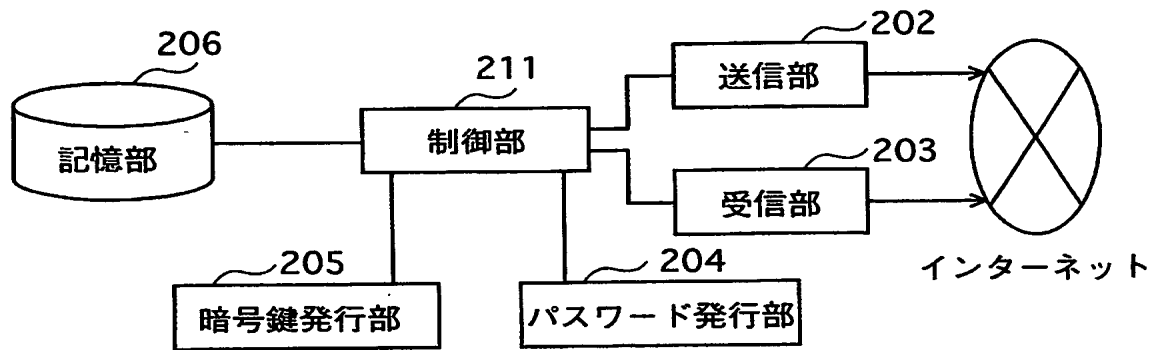 202
206
211
送信部
制御部
記憶部
203
受信部
205
204
インターネット
暗号鍵発行部
パスワード発行部